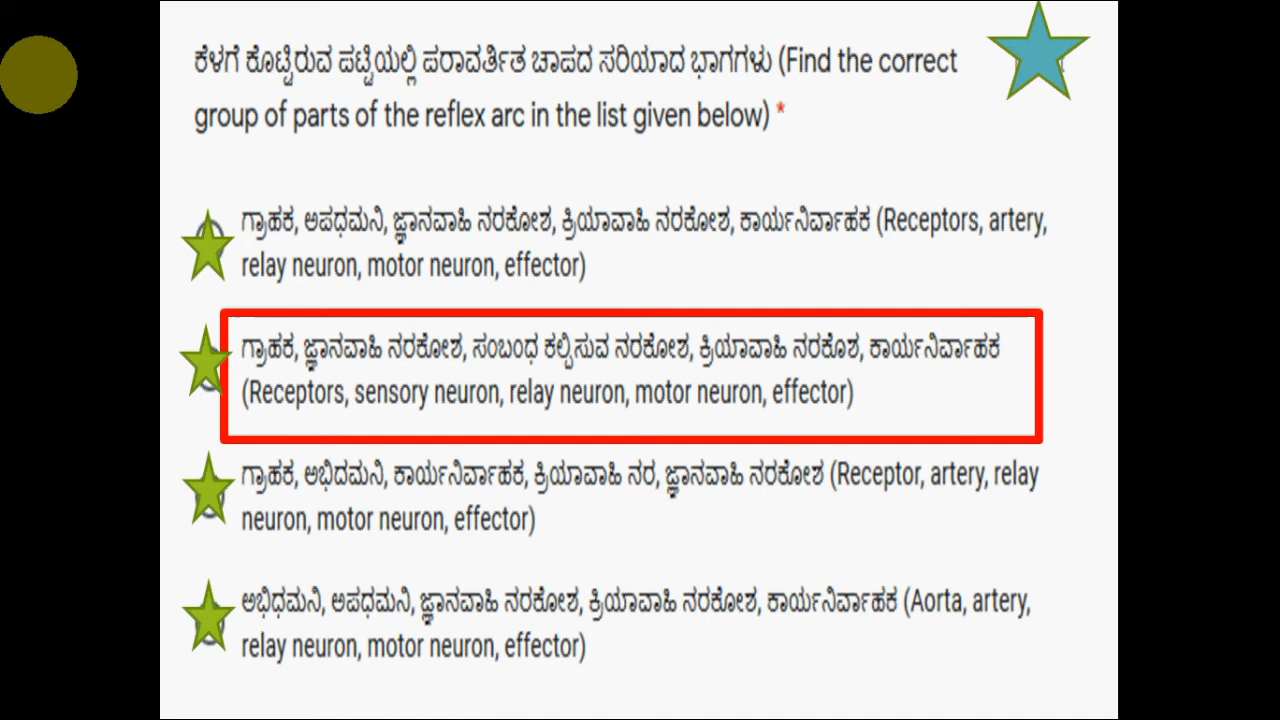 ಕೆಳಗೆ ಕೊಟ್ಟಿರುವ ಪಟ್ಟಿಯಲ್ಲಿ ಪರಾವರ್ತಿತ ಚಾಪದ ಸರಿಯಾದ ಭಾಗಗಳು (Find the correct
group of parts of the reflex arc in the list given below) *
ಗ್ರಾಹಕ, ಅಪಧಮನಿ, ಜ್ಞಾನವಾಹಿ ನರಕೋಶ, ಕ್ರಿಯಾವಾಹಿ ನರಕೋಶ, ಕಾರ್ಯನಿರ್ವಾಹಕ (Receptors, artery,
relay neuron, motor neuron, effector)
ಗ್ರಾಹಕ, ಜ್ಞಾನವಾಹಿ ನರಕೋಶ, ಸಂಬಂಧ ಕಲ್ಪಿಸುವ ನರಕೋಶ, ಕ್ರಿಯಾವಾಹಿ ನರಕೊಶ, ಕಾರ್ಯನಿರ್ವಾಹಕ
(Receptors, sensory neuron, relay neuron, motor neuron, effector)
ಗ್ರಾಹಕ, ಅಭಿದಮನಿ, ಕಾರ್ಯನಿರ್ವಾಹಕ, ಕ್ರಿಯಾವಾಹಿ ನರ, ಜ್ಞಾನವಾಹಿ ನರಕೋಶ (Receptor, artery, relay
neuron, motor neuron, effector)
ಅಭಿಧಮನಿ, ಅಪಧಮನಿ, ಜ್ಞಾನವಾಹಿ ನರಕೋಶ, ಕ್ರಿಯಾವಾಹಿ ನರಕೋಶ, ಕಾರ್ಯನಿರ್ವಾಹಕ (Aorta, artery,
relay neuron, motor neuron, effector)